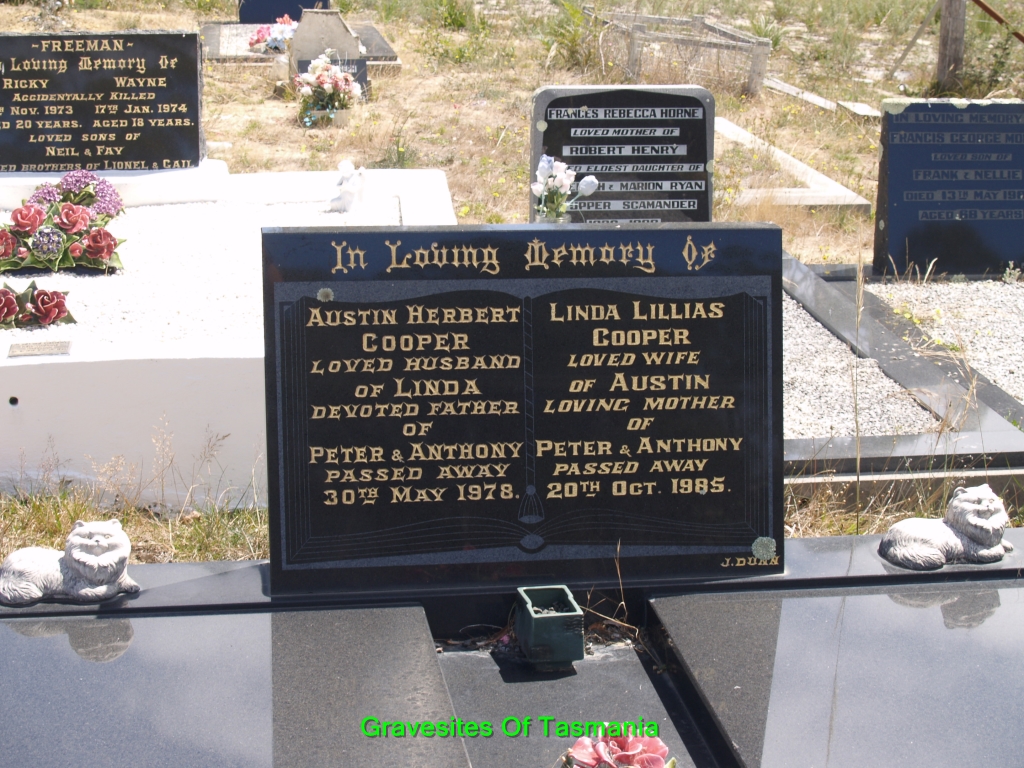 ~FREEMAN~
Loving Memory Of
RICKY WAYNE
ACCIDENTALLY KILLED
NOV. 1973 17TH JAN. 1974
20 YEARS. AGED 18 YEARS.
LOVED SONS OF
NEIL & FAY
BROTHERS OF LIONEL & GAIL
FRANCES REBECCA HORNE
LOVED MOTHER OF
ROBERT HENRY
ELDEST DAUGHTER OF
& MARION RYAN
UPPER SCAMANDER
IN LOVING MEMORY
FRANCIS GEORGE
LOVED SON OF
FRANK & NELLIE
DIED 13TH MAY
AGED 68 YEARS
In Loving Memory Of
AUSTIN HERBERT
COOPER
LOVED HUSBAND
OF LINDA
DEVOTED FATHER
OF
PETER & ANTHONY
PASSED AWAY
30TH MAY 1978.
LINDA LILLIAS
COOPER
LOVED WIFE
OF AUSTIN
LOVING MOTHER
OF
PETER & ANTHONY
PASSED AWAY
20TH OCT. 1985.
J. DUNN
Gravesites Of Tasmania